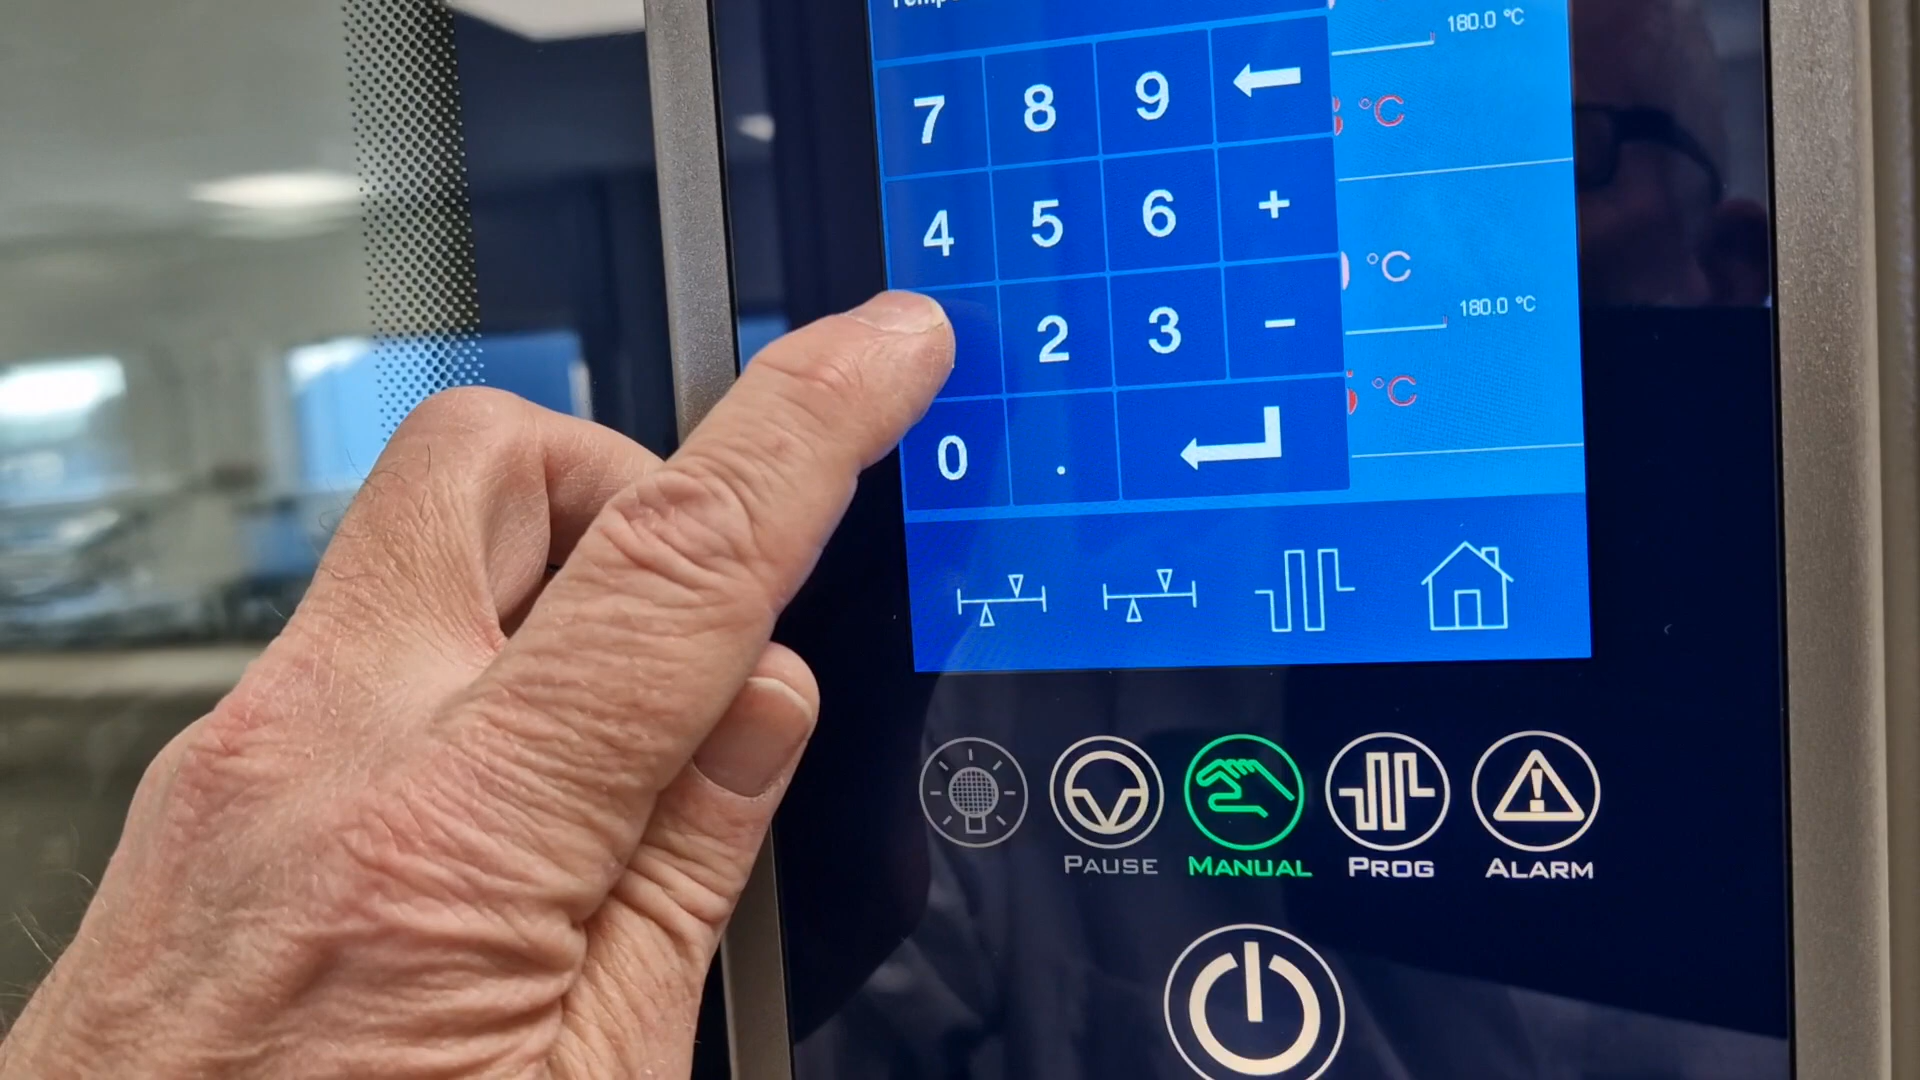 180.0 °C
7 8 9
°C
4 5 6 +
°C
180.0 °C
2 3 -
°C
0 .
PAUSE MANUAL PROG ALARM